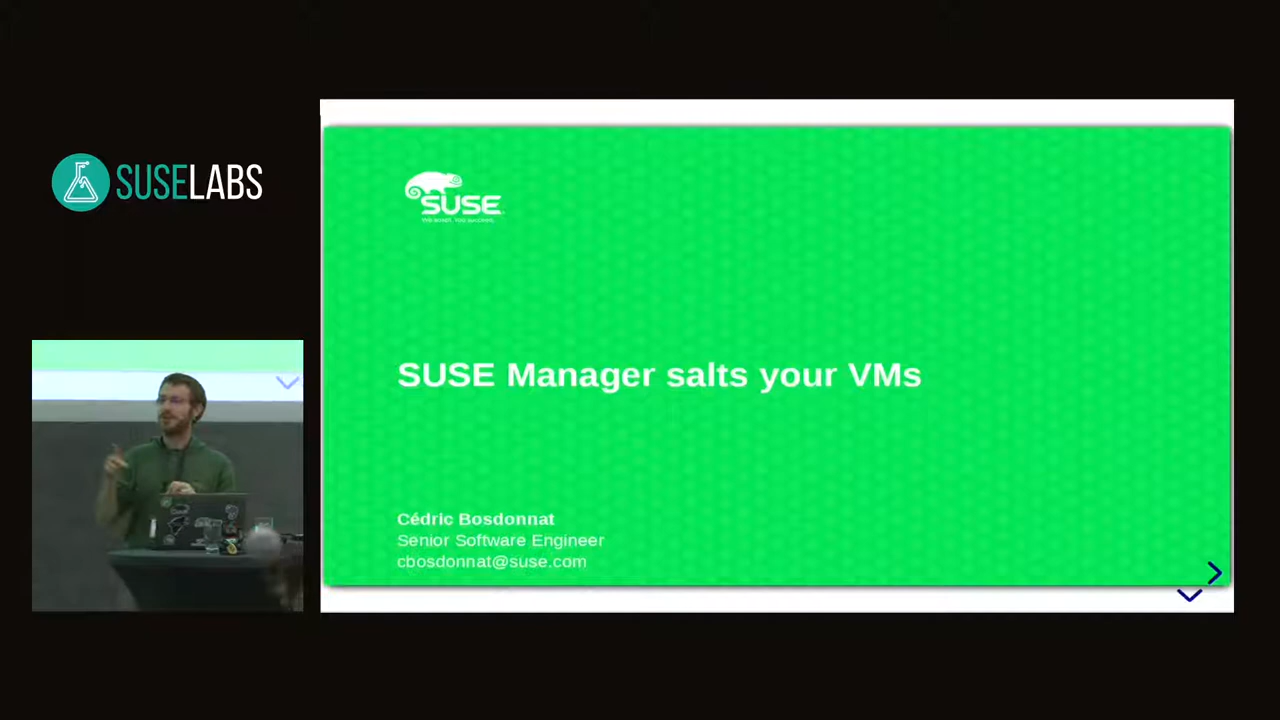 SUSELABS
SUSE
SUSE Manager salts your VMs
Cédric Bosdonnat
Senior Software Engineer
cbosdonnat@suse.com